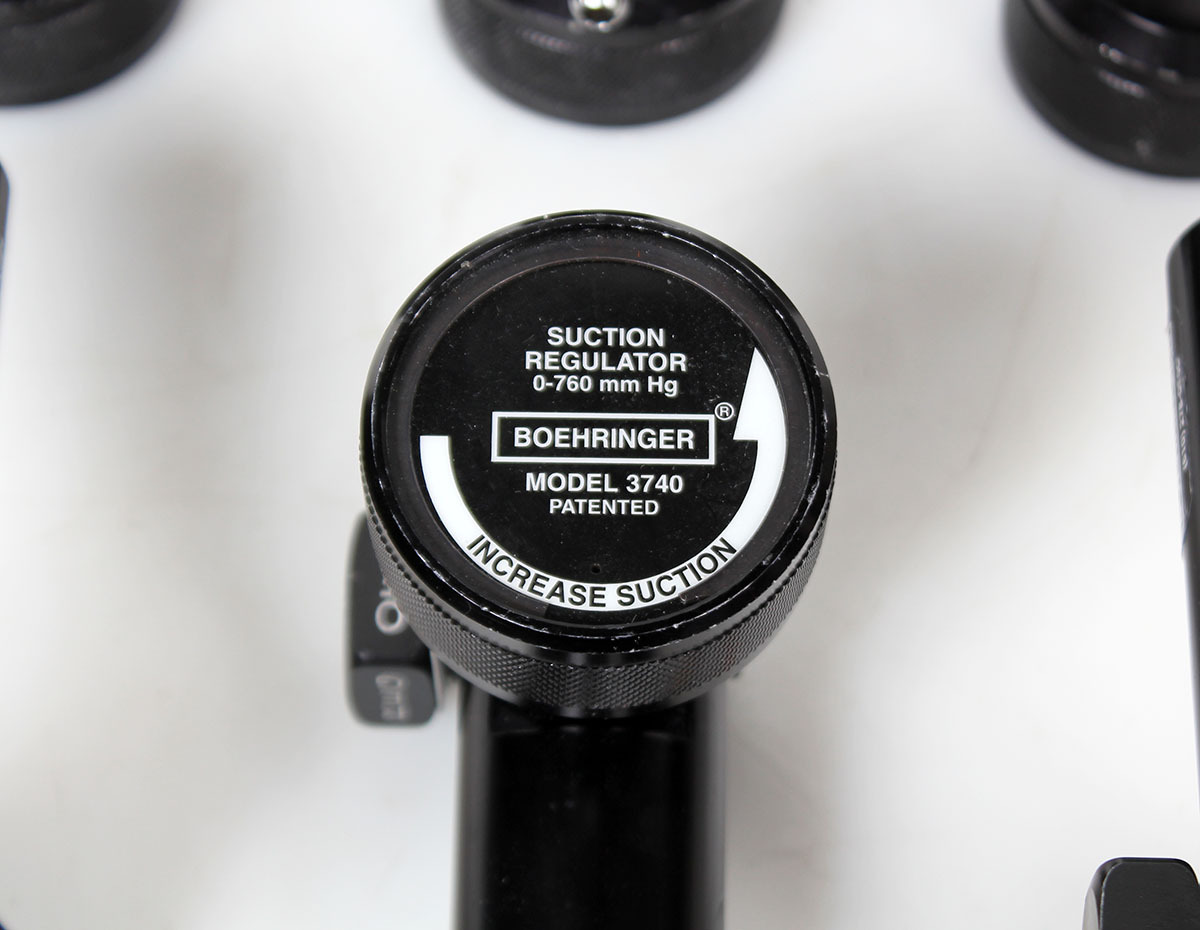 SUCTION
REGULATOR
0-760 mm Hg
BOEHRINGER®
MODEL 3740
PATENTED
INCREASE SUCTION